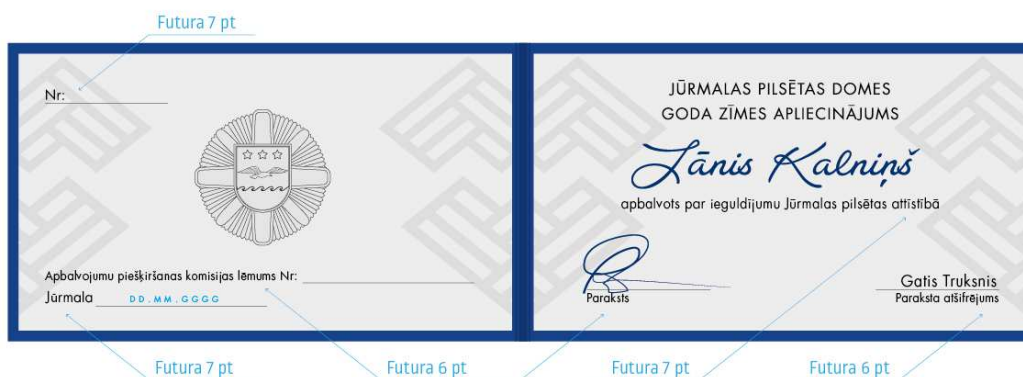 Futura 7 pt
Nr:
Apbalvojumu piešķiršanas komisijas lēmums Nr:
Jūrmala DD.MM.GGGG
JŪRMALAS PILSĒTAS DOMES
GODA ZĪMES APLIECINĀJUMS
Jānis Kalniņš
apbalvots par ieguldījumu Jūrmalas pilsētas attīstībā
Paraksts
Gatis Truksnis
Paraksta atšifrējums
Futura 7 pt
Futura 6 pt
Futura 7 pt
Futura 6 pt